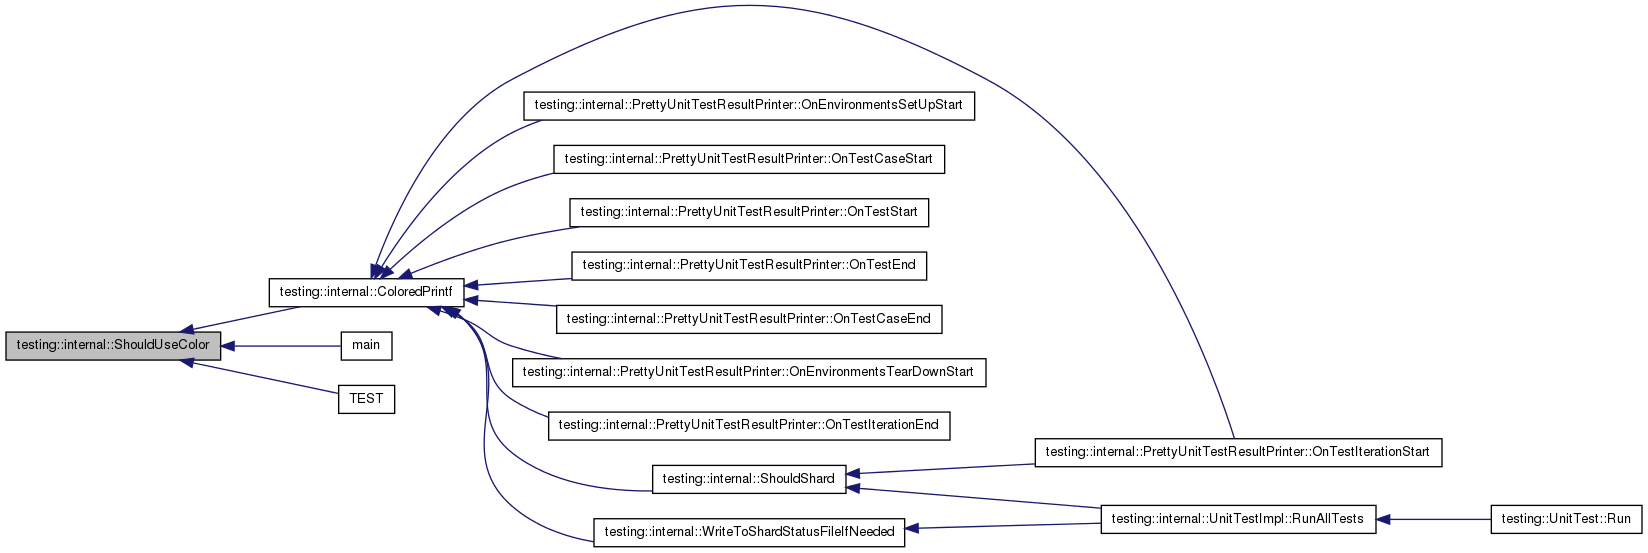 testing::internal::PrettyUnitTestResultPrinter::OnEnvironmentsSetUpStart
testing::internal::PrettyUnitTestResultPrinter::OnTestCaseStart
testing::internal::PrettyUnitTestResultPrinter::OnTestStart
testing::internal::PrettyUnitTestResultPrinter::OnTestEnd
testing::internal::ColoredPrintf
testing::internal::PrettyUnitTestResultPrinter::OnTestCaseEnd
testing::internal::ShouldUseColor
main
testing::internal::PrettyUnitTestResultPrinter::OnEnvironmentsTearDownStart
TEST
testing::internal::PrettyUnitTestResultPrinter::OnTestIterationEnd
testing::internal::PrettyUnitTestResultPrinter::OnTestIterationStart
testing::internal::ShouldShard
testing::internal::UnitTestImpl::RunAllTests
testing::UnitTest::Run
testing::internal::WriteToShardStatusFileIfNeeded